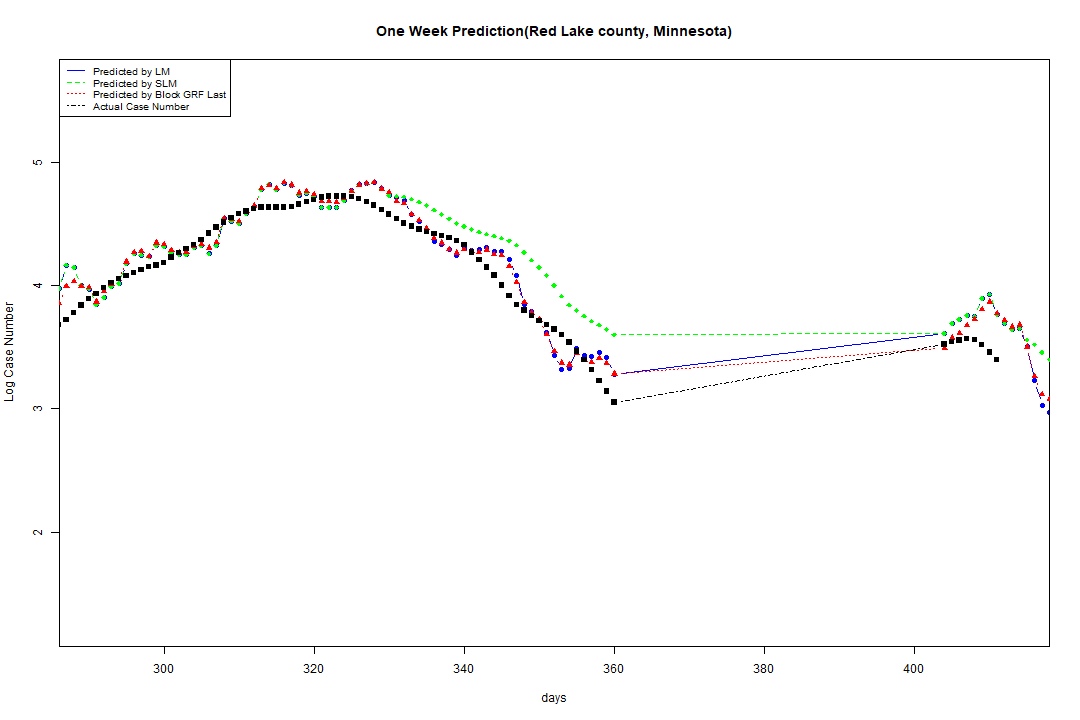 One Week Prediction(Red Lake county, Minnesota)
Predicted by LM
Predicted by SLM
Predicted by Block GRF Last
Actual Case Number
5
4
3
2
Log Case Number
300 320 340 360 380 400
days